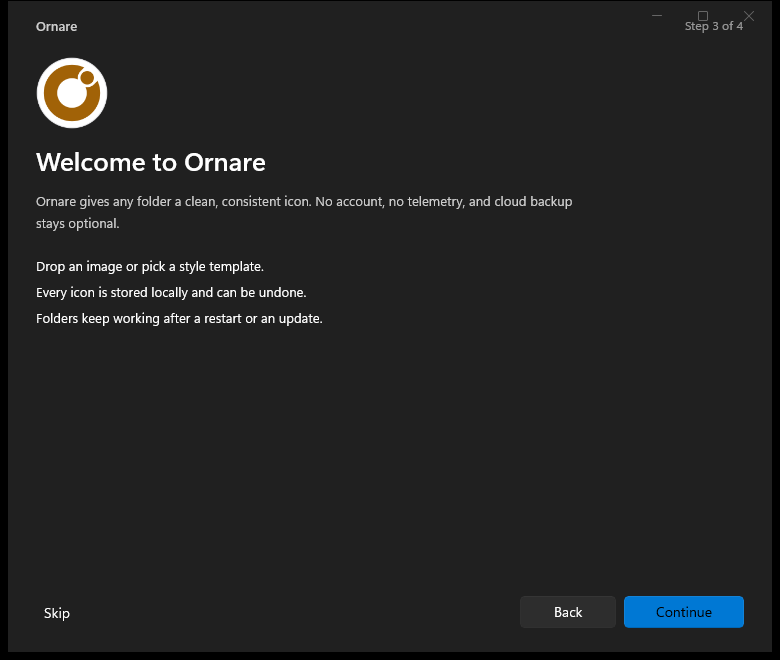 Ornare
Step 3 of 4
Welcome to Ornare
Ornare gives any folder a clean, consistent icon. No account, no telemetry, and cloud backup
stays optional.
Drop an image or pick a style template.
Every icon is stored locally and can be undone.
Folders keep working after a restart or an update.
Skip
Back
Continue